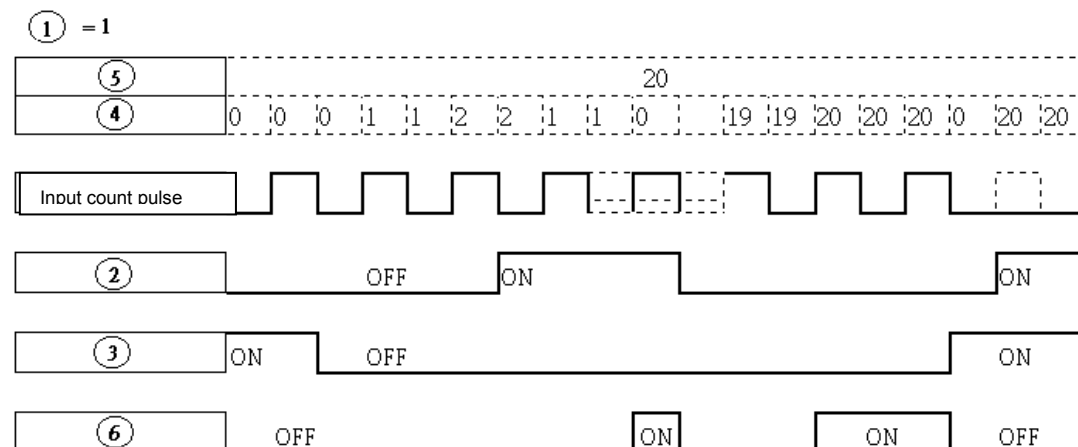 ① = 1
⑤ 20
④ 0 0 0 1 1 2 2 1 1 0 19 19 20 20 20 0 20 20
Input count pulse
② OFF ON ON
③ ON OFF ON
⑥ OFF ON ON OFF